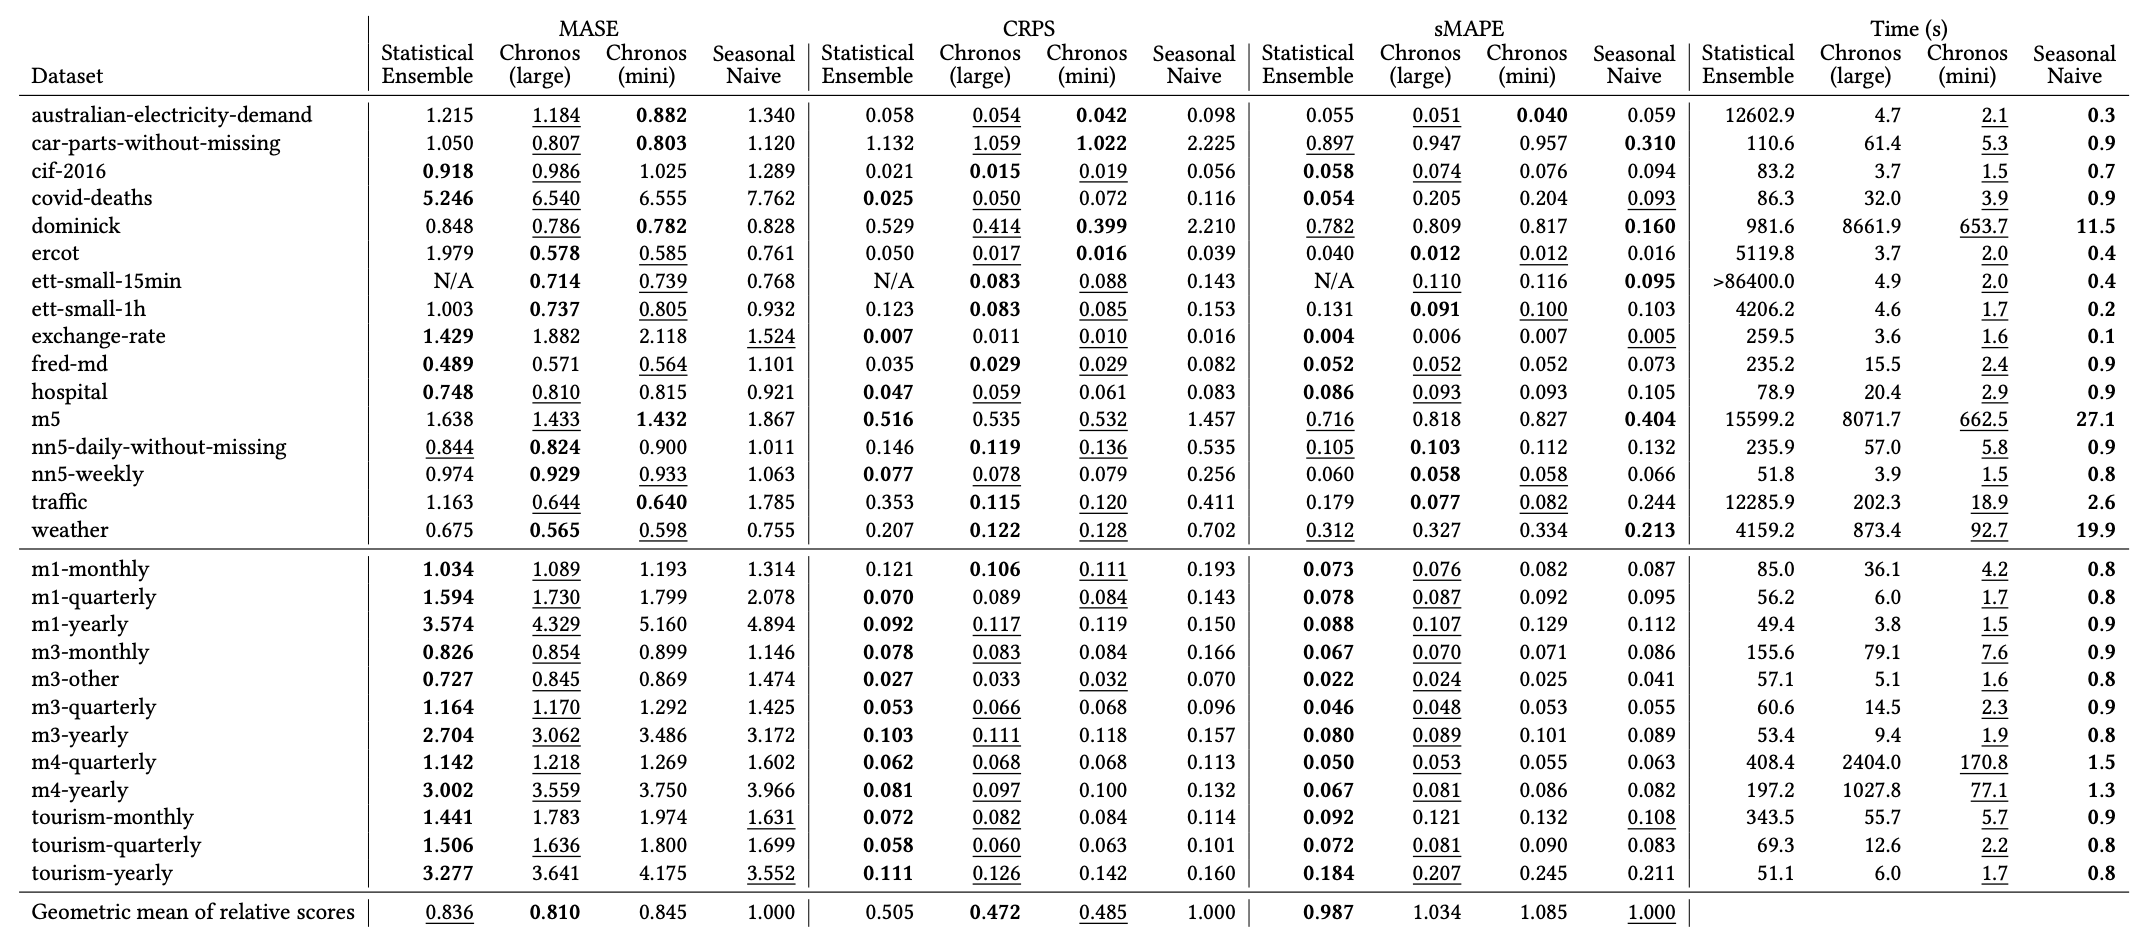 MASE CRPS sMAPE Time (s)
Statistical Chronos Chronos Seasonal Statistical Chronos Chronos Seasonal Statistical Chronos Chronos Seasonal Statistical Chronos Chronos Seasonal
Dataset Ensemble (large) (mini) Naive Ensemble (large) (mini) Naive Ensemble (large) (mini) Naive Ensemble (large) (mini) Naive
australian-electricity-demand 1.215 1.184 0.882 1.340 0.058 0.054 0.042 0.098 0.055 0.051 0.040 0.059 12602.9 4.7 2.1 0.3
car-parts-without-missing 1.050 0.807 0.803 1.120 1.132 1.059 1.022 2.225 0.897 0.947 0.957 0.310 110.6 61.4 5.3 0.9
cif-2016 0.918 0.986 1.025 1.289 0.021 0.015 0.019 0.056 0.058 0.074 0.076 0.094 83.2 3.7 1.5 0.7
covid-deaths 5.246 6.540 6.555 7.762 0.025 0.050 0.072 0.116 0.054 0.205 0.204 0.093 86.3 32.0 3.9 0.9
dominick 0.848 0.786 0.782 0.828 0.529 0.414 0.399 2.210 0.782 0.809 0.817 0.160 981.6 8661.9 653.7 11.5
ercot 1.979 0.578 0.585 0.761 0.050 0.017 0.016 0.039 0.040 0.012 0.012 0.016 5119.8 3.7 2.0 0.4
ett-small-15min N/A 0.714 0.739 0.768 N/A 0.083 0.088 0.143 N/A 0.110 0.116 0.095 >86400.0 4.9 2.0 0.4
ett-small-1h 1.003 0.737 0.805 0.932 0.123 0.083 0.085 0.153 0.131 0.091 0.100 0.103 4206.2 4.6 1.7 0.2
exchange-rate 1.429 1.882 2.118 1.524 0.007 0.011 0.010 0.016 0.004 0.006 0.007 0.005 259.5 3.6 1.6 0.1
fred-md 0.489 0.571 0.564 1.101 0.035 0.029 0.029 0.082 0.052 0.052 0.052 0.073 235.2 15.5 2.4 0.9
hospital 0.748 0.810 0.815 0.921 0.047 0.059 0.061 0.083 0.086 0.093 0.093 0.105 78.9 20.4 2.9 0.9
m5 1.638 1.433 1.432 1.867 0.516 0.535 0.532 1.457 0.716 0.818 0.827 0.404 15599.2 8071.7 662.5 27.1
nn5-daily-without-missing 0.844 0.824 0.900 1.011 0.146 0.119 0.136 0.535 0.105 0.103 0.112 0.132 235.9 57.0 5.8 0.9
nn5-weekly 0.974 0.929 0.933 1.063 0.077 0.078 0.079 0.256 0.060 0.058 0.058 0.066 51.8 3.9 1.5 0.8
traffic 1.163 0.644 0.640 1.785 0.353 0.115 0.120 0.411 0.179 0.077 0.082 0.244 12285.9 202.3 18.9 2.6
weather 0.675 0.565 0.598 0.755 0.207 0.122 0.128 0.702 0.312 0.327 0.334 0.213 4159.2 873.4 92.7 19.9
m1-monthly 1.034 1.089 1.193 1.314 0.121 0.106 0.111 0.193 0.073 0.076 0.082 0.087 85.0 36.1 4.2 0.8
m1-quarterly 1.594 1.730 1.799 2.078 0.070 0.089 0.084 0.143 0.078 0.087 0.092 0.095 56.2 6.0 1.7 0.8
m1-yearly 3.574 4.329 5.160 4.894 0.092 0.117 0.119 0.150 0.088 0.107 0.129 0.112 49.4 3.8 1.5 0.9
m3-monthly 0.826 0.854 0.899 1.146 0.078 0.083 0.084 0.166 0.067 0.070 0.071 0.086 155.6 79.1 7.6 0.9
m3-other 0.727 0.845 0.869 1.474 0.027 0.033 0.032 0.070 0.022 0.024 0.025 0.041 57.1 5.1 1.6 0.8
m3-quarterly 1.164 1.170 1.292 1.425 0.053 0.066 0.068 0.096 0.046 0.048 0.053 0.055 60.6 14.5 2.3 0.9
m3-yearly 2.704 3.062 3.486 3.172 0.103 0.111 0.118 0.157 0.080 0.089 0.101 0.089 53.4 9.4 1.9 0.8
m4-quarterly 1.142 1.218 1.269 1.602 0.062 0.068 0.068 0.113 0.050 0.053 0.055 0.063 408.4 2404.0 170.8 1.5
m4-yearly 3.002 3.559 3.750 3.966 0.081 0.097 0.100 0.132 0.067 0.081 0.086 0.082 197.2 1027.8 77.1 1.3
tourism-monthly 1.441 1.783 1.974 1.631 0.072 0.082 0.084 0.114 0.092 0.121 0.132 0.108 343.5 55.7 5.7 0.9
tourism-quarterly 1.506 1.636 1.800 1.699 0.058 0.060 0.063 0.101 0.072 0.081 0.090 0.083 69.3 12.6 2.2 0.8
tourism-yearly 3.277 3.641 4.175 3.552 0.111 0.126 0.142 0.160 0.184 0.207 0.245 0.211 51.1 6.0 1.7 0.8
Geometric mean of relative scores 0.836 0.810 0.845 1.000 0.505 0.472 0.485 1.000 0.987 1.034 1.085 1.000